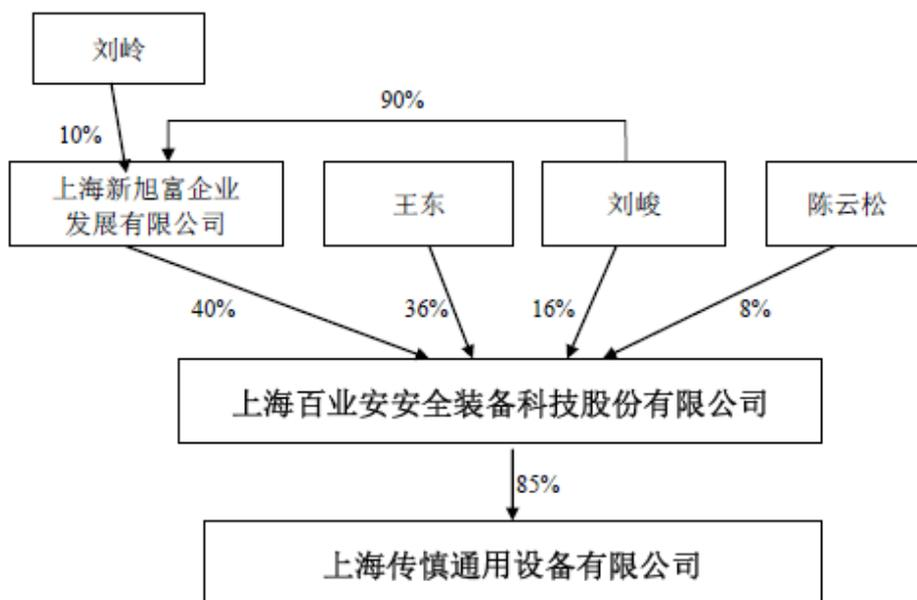 刘岭
90%
10%
上海新旭富企业
发展有限公司
王东
刘峻
陈云松
40%
36%
16%
8%
上海百业安安全装备科技股份有限公司
85%
上海传慎通用设备有限公司